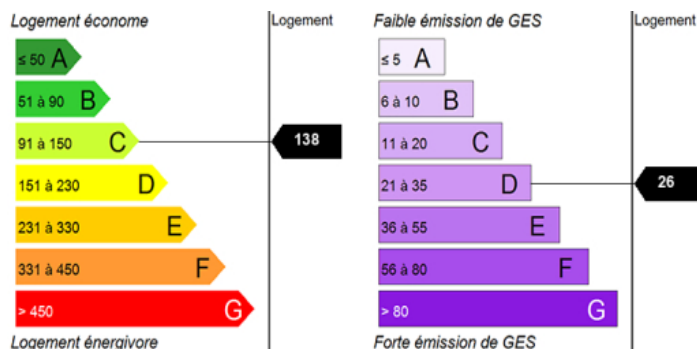 Logement économe
Logement
≤ 50 A
51 à 90 B
91 à 150 C
138
151 à 230 D
231 à 330 E
331 à 450 F
> 450 G
Logement énergivore
Faible émission de GES
Logement
≤ 5 A
6 à 10 B
11 à 20 C
21 à 35 D
26
36 à 55 E
56 à 80 F
> 80 G
Forte émission de GES